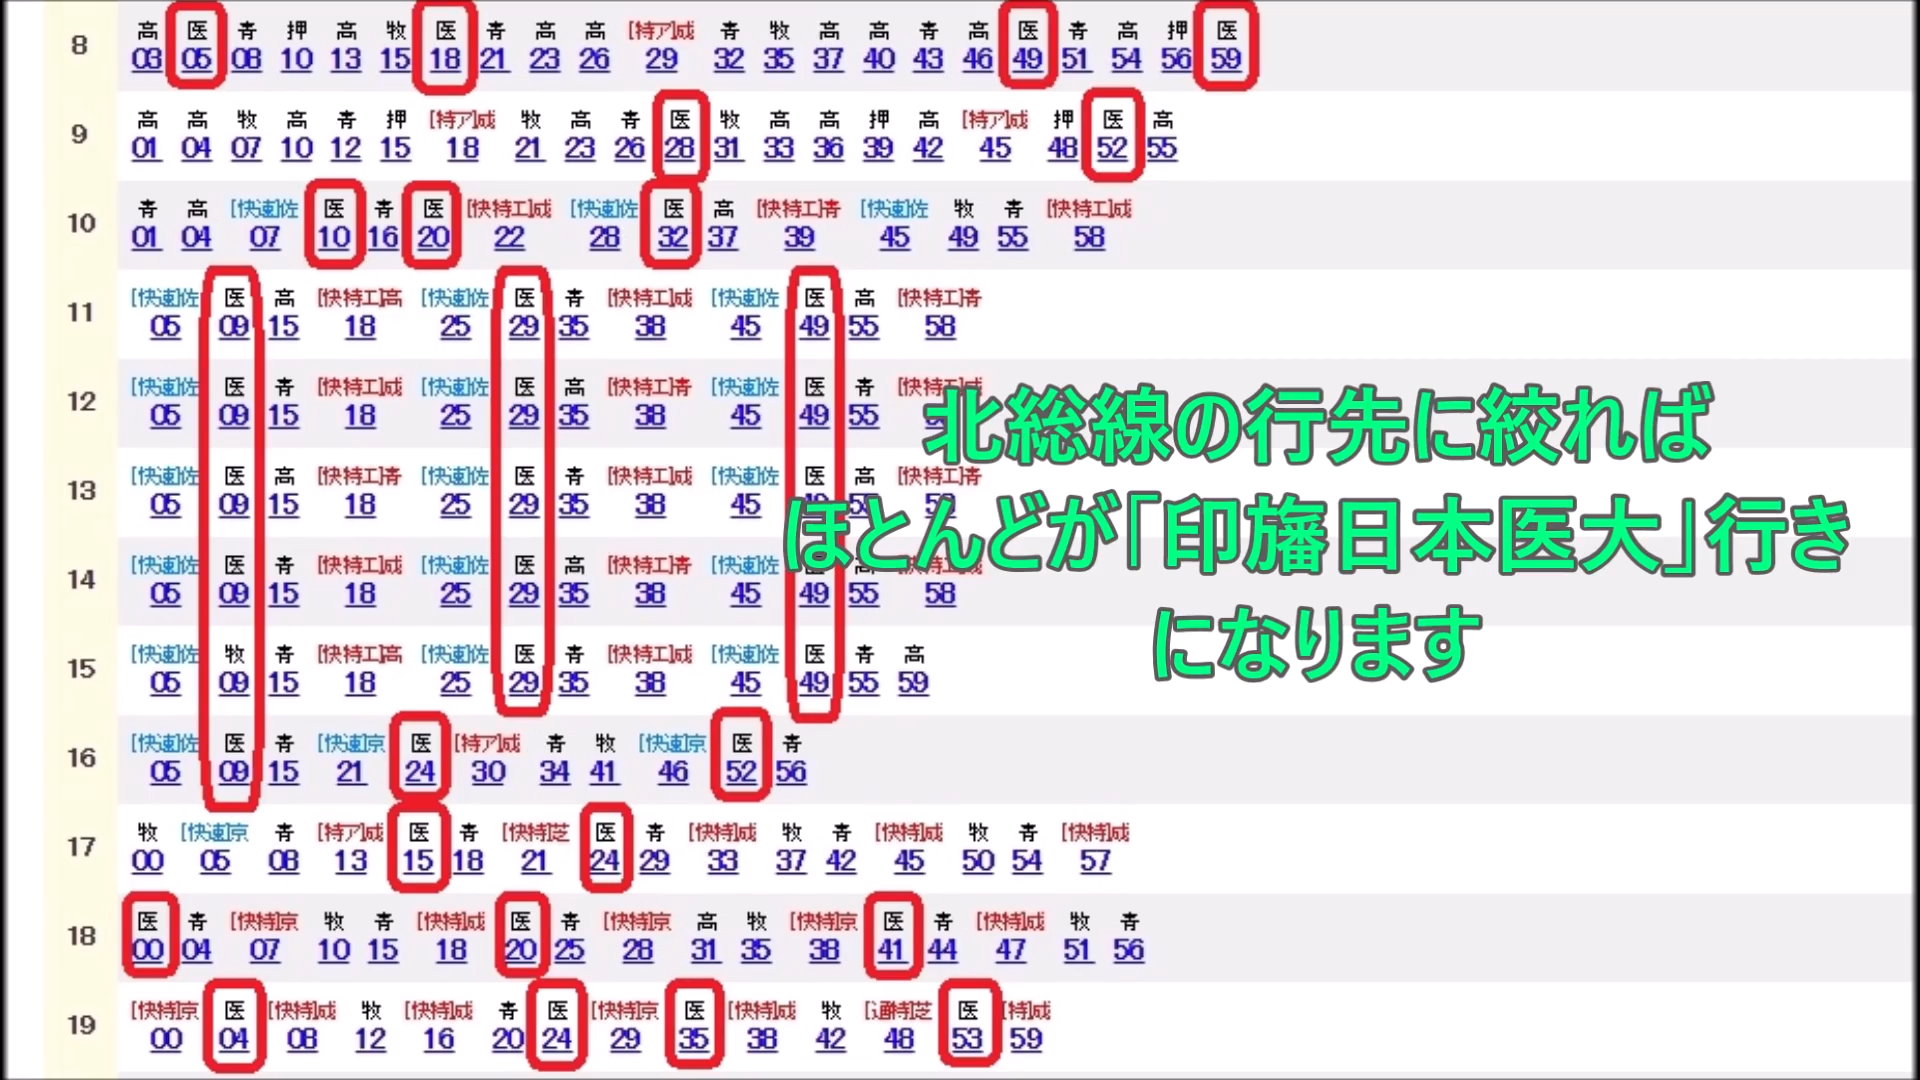 高 医 青 押 高 牧 医 青 高 高 [特ア]成 青 牧 高 高 青 高 医 青 高 押 医
8 03 05 08 10 13 15 18 21 23 26 29 32 35 37 40 43 46 49 51 54 56 59
高 高 牧 高 青 押 [特ア]成 牧 高 青 医 牧 高 高 押 高 [特ア]成 押 医 高
9 01 04 07 10 12 15 18 21 23 26 28 31 33 36 39 42 45 48 52 55
青 高 [快速]佐 医 青 医 [快特エ]成 [快速]佐 医 高 [快特エ]青 [快速]佐 牧 青 [快特エ]成
10 01 04 07 10 16 20 22 28 32 37 39 45 49 55 58
[快速]佐 医 高 [快特エ]高 [快速]佐 医 青 [快特エ]成 [快速]佐 医 高 [快特エ]青
11 05 09 15 18 25 29 35 38 45 49 55 58
[快速]佐 医 青 [快特エ]成 [快速]佐 医 高 [快特エ]青 [快速]佐 医 青
12 05 09 15 18 25 29 35 38 45 49 55
北総線の行先に絞れば
[快速]佐 医 高 [快特エ]青 [快速]佐 医 青 [快特エ]成 [快速]佐 医 高 [快特エ]青
13 05 09 15 18 25 29 35 38 45
ほとんどが「印旛日本医大」行き
[快速]佐 医 青 [快特エ]成 [快速]佐 医 高 [快特エ]青 [快速]佐
14 05 09 15 18 25 29 35 38 45 49 55 58
になります
[快速]佐 牧 青 [快特エ]高 [快速]佐 医 青 [快特エ]成 [快速]佐 医 青 高
15 05 09 15 18 25 29 35 38 45 49 55 59
[快速]佐 医 青 [快速]京 医 [特ア]成 青 牧 [快速]京 医 青
16 05 09 15 21 24 30 34 41 46 52 56
牧 [快速]京 青 [特ア]成 医 青 [快特]芝 医 青 [快特]成 牧 青 [快特]成 牧 青 [快特]成
17 00 05 08 13 15 18 21 24 29 33 37 42 45 50 54 57
医 青 [快特]京 牧 青 [快特]成 医 青 [快特]京 高 牧 [快特]京 医 青 [快特]成 牧 青
18 00 04 07 10 15 18 20 25 28 31 35 38 41 44 47 51 56
[快特]京 医 [快特]成 牧 [快特]成 青 医 [快特]京 医 [快特]成 牧 [通特]芝 医 [特]成
19 00 04 08 12 16 20 24 29 35 38 42 48 53 59